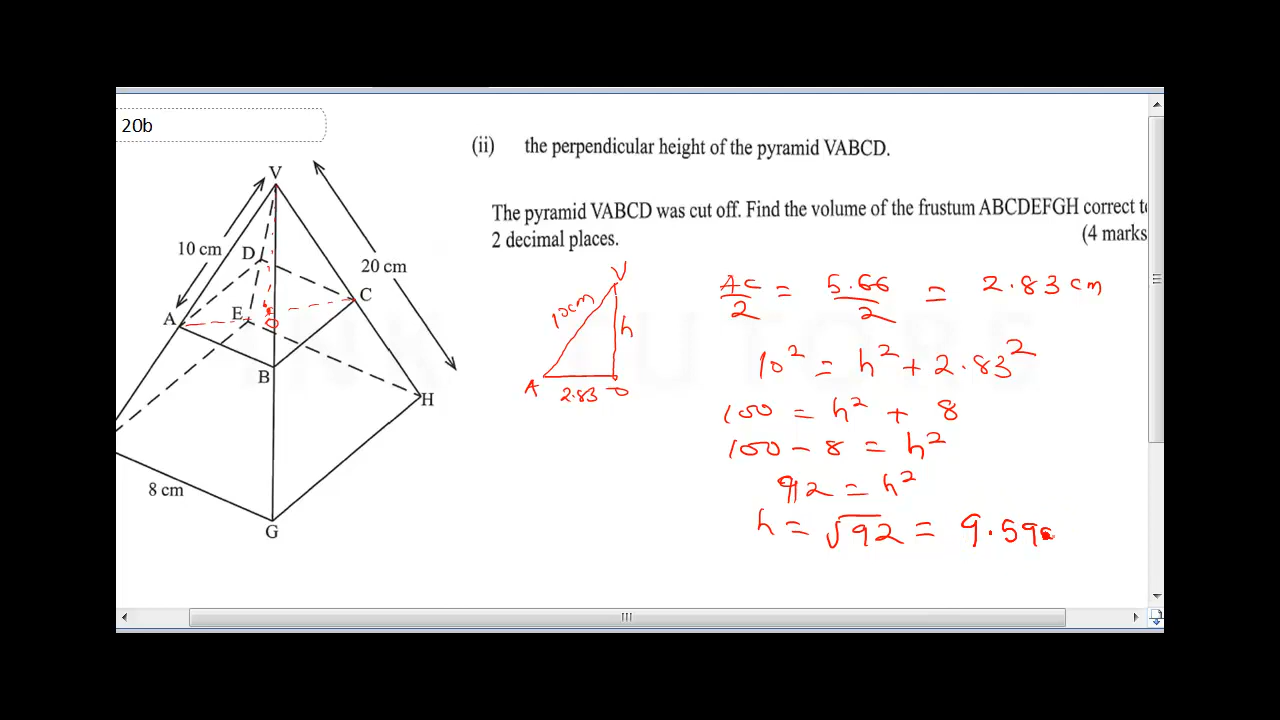 20b
(ii) the perpendicular height of the pyramid VABCD.
The pyramid VABCD was cut off. Find the volume of the frustum ABCDEFGH correct
2 decimal places.
(4 marks
V
10 cm
D
20 cm
C
A
E
O
B
H
8 cm
G
V
10cm
h
A
2.83
O
AC/2 = 5.66/2 = 2.83 cm
10² = h² + 2.83²
100 = h² + 8
100 - 8 = h²
92 = h²
h = √92 = 9.59